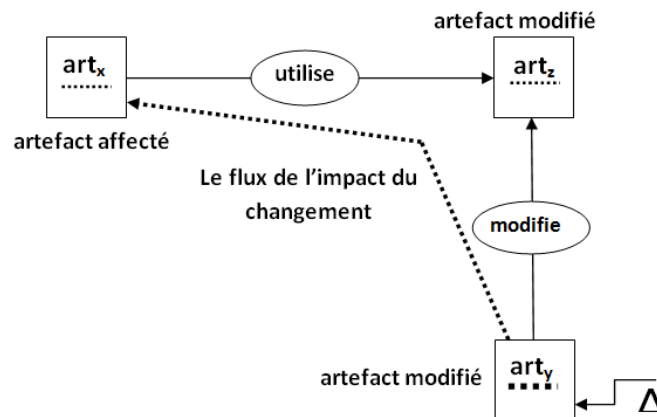 artefact modifié
artx
utilise
artz
artefact affecté
Le flux de l’impact du
changement
modifie
artefact modifié
arty
Δ